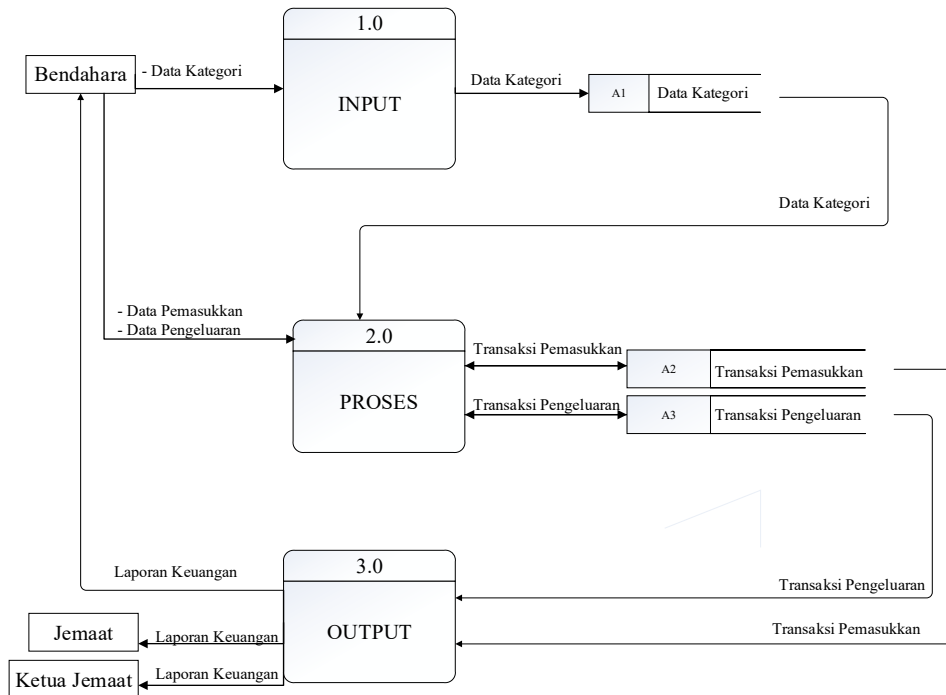 1.0
Bendahara
- Data Kategori
INPUT
Data Kategori
A1
Data Kategori
Data Kategori
- Data Pemasukkan
- Data Pengeluaran
2.0
PROSES
Transaksi Pemasukkan
A2
Transaksi Pemasukkan
Transaksi Pengeluaran
A3
Transaksi Pengeluaran
3.0
OUTPUT
Laporan Keuangan
Transaksi Pengeluaran
Transaksi Pemasukkan
Jemaat
Laporan Keuangan
Ketua Jemaat
Laporan Keuangan